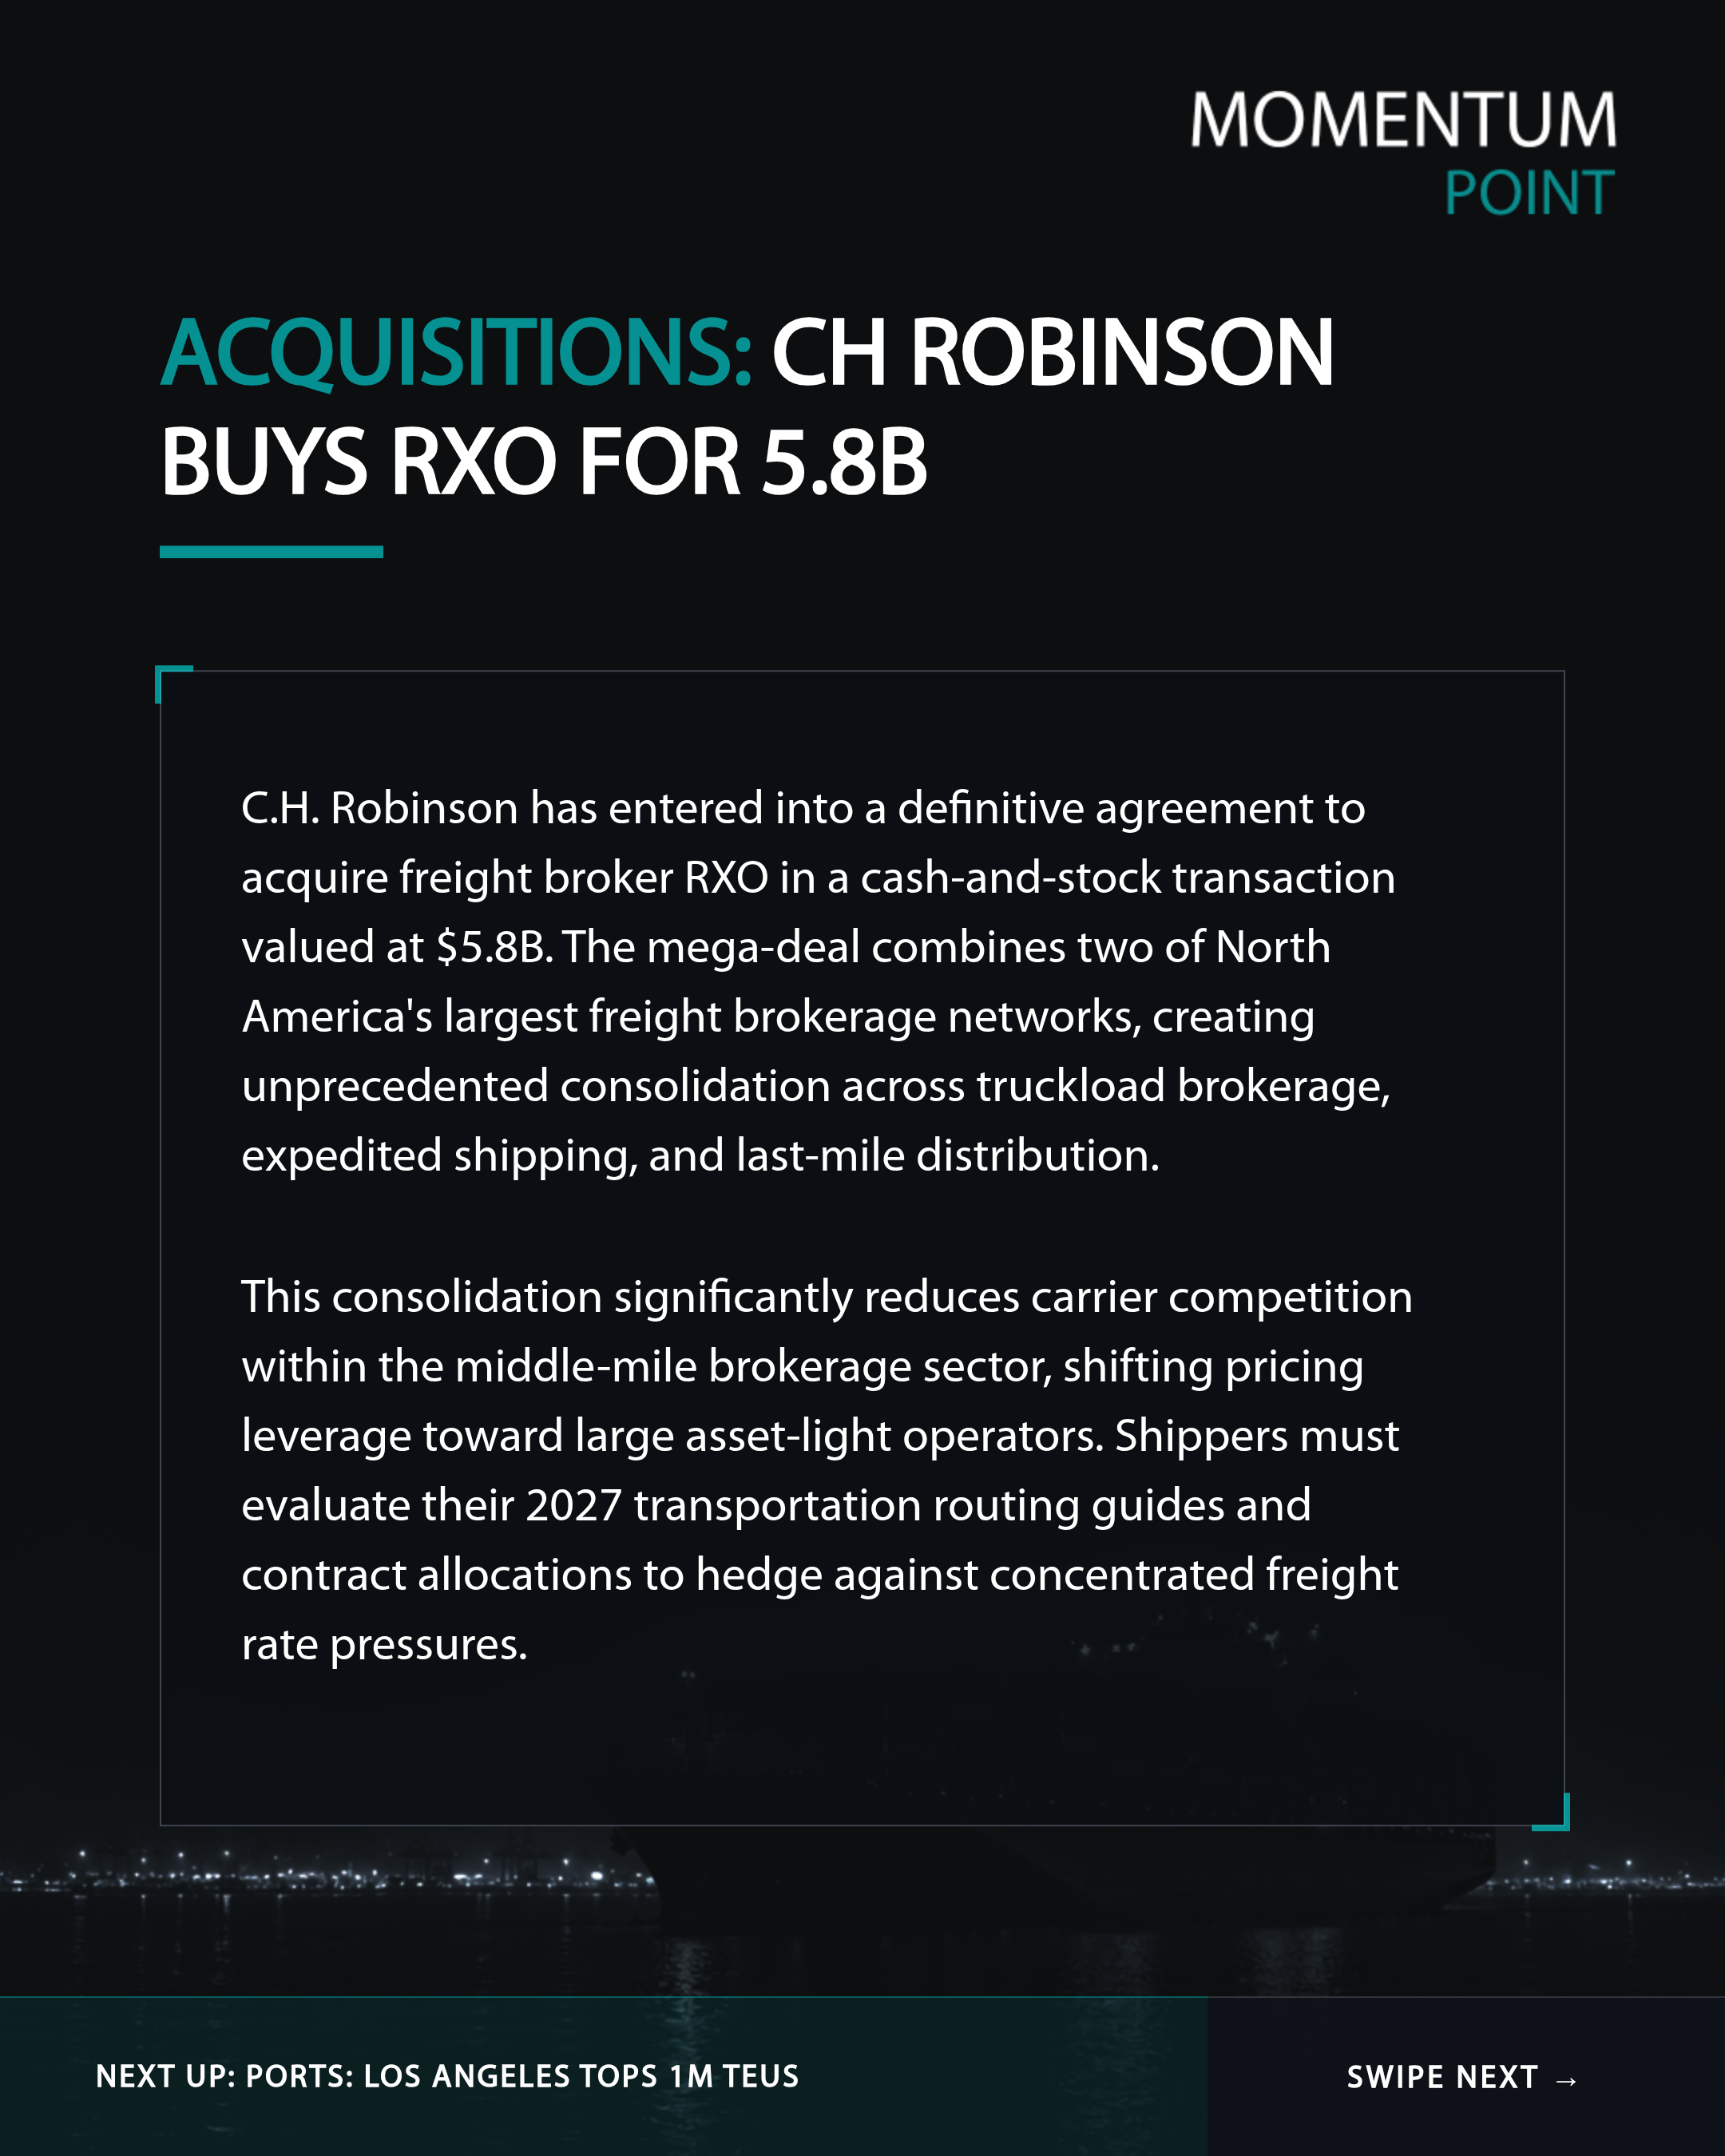 MOMENTUM
POINT
ACQUISITIONS: CH ROBINSON
BUYS RXO FOR 5.8B
C.H. Robinson has entered into a definitive agreement to
acquire freight broker RXO in a cash-and-stock transaction
valued at $5.8B. The mega-deal combines two of North
America's largest freight brokerage networks, creating
unprecedented consolidation across truckload brokerage,
expedited shipping, and last-mile distribution.
This consolidation significantly reduces carrier competition
within the middle-mile brokerage sector, shifting pricing
leverage toward large asset-light operators. Shippers must
evaluate their 2027 transportation routing guides and
contract allocations to hedge against concentrated freight
rate pressures.
NEXT UP: PORTS: LOS ANGELES TOPS 1M TEUS
SWIPE NEXT →